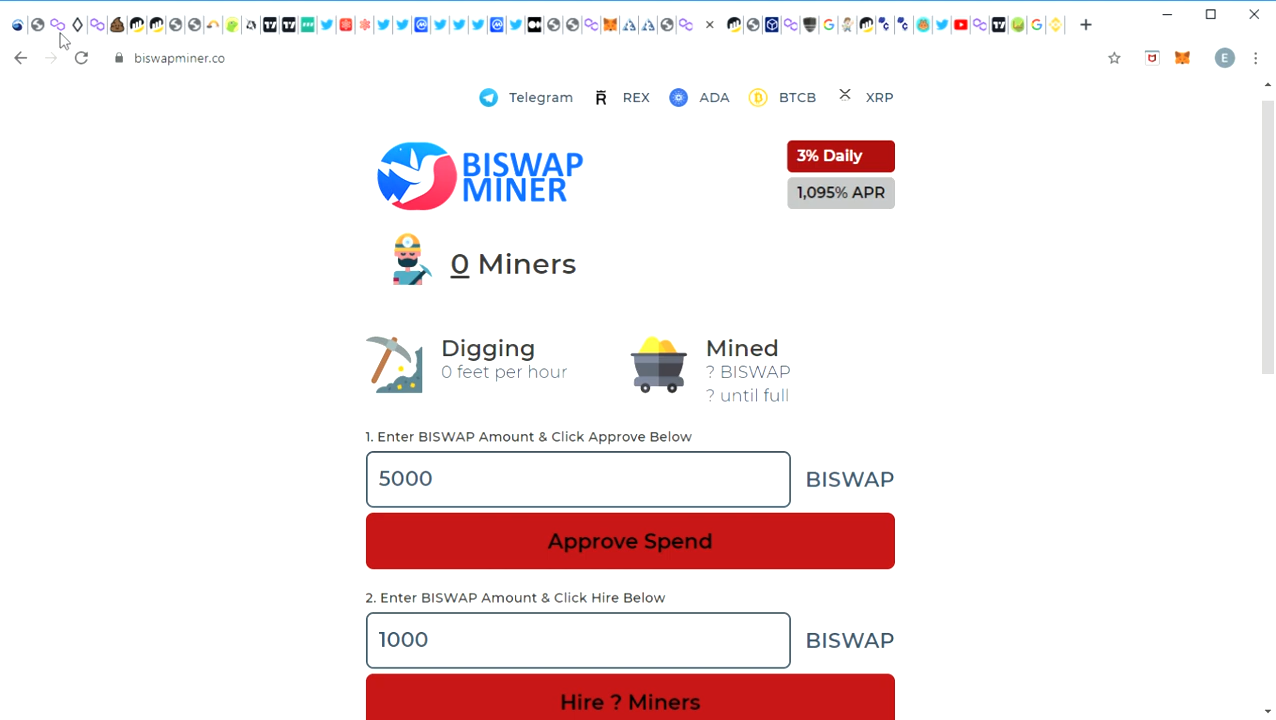 biswapminer.co
E
Telegram REX ADA BTCB XRP
BISWAP
MINER
3% Daily
1,095% APR
0 Miners
Digging
0 feet per hour
Mined
? BISWAP
? until full
1. Enter BISWAP Amount & Click Approve Below
5000 BISWAP
Approve Spend
2. Enter BISWAP Amount & Click Hire Below
1000 BISWAP
Hire ? Miners